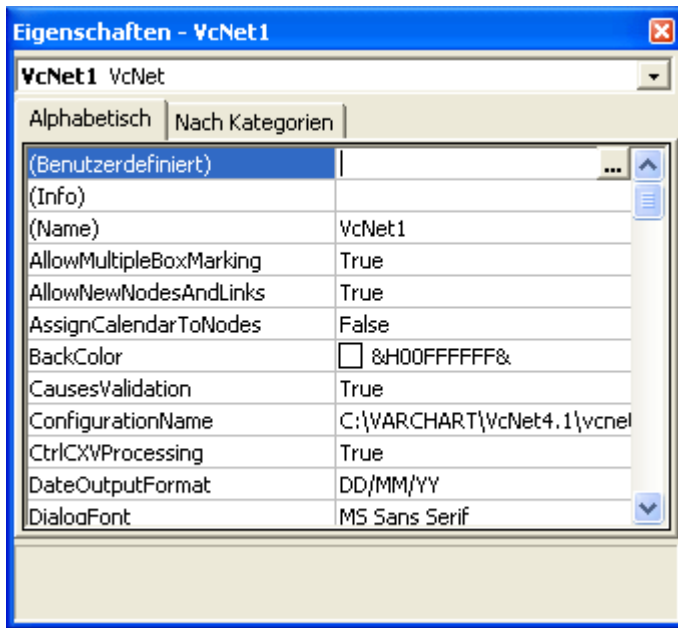 Eigenschaften - VcNet1
VcNet1 VcNet
Alphabetisch Nach Kategorien
(Benutzerdefiniert) ...
(Info)
(Name) VcNet1
AllowMultipleBoxMarking True
AllowNewNodesAndLinks True
AssignCalendarToNodes False
BackColor &H00FFFFFF&
CausesValidation True
ConfigurationName C:\VARCHART\VcNet4.1\vcnet
CtrlCXVProcessing True
DateOutputFormat DD/MM/YY
DialogFont MS Sans Serif